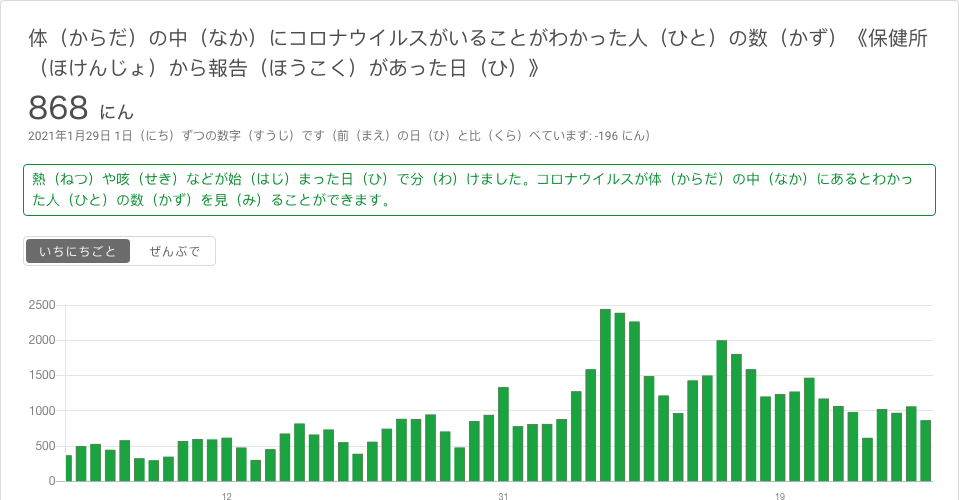 体（からだ）の中（なか）にコロナウイルスがいることがわかった人（ひと）の数（かず）《保健所
（ほけんじょ）から報告（ほうこく）があった日（ひ）》
868 にん
2021年1月29日 1日（にち）ずつの数字（すうじ）です（前（まえ）の日（ひ）と比（くら）べています: -196 にん）
熱（ねつ）や咳（せき）などが始（はじ）まった日（ひ）で分（わ）けました。コロナウイルスが体（からだ）の中（なか）にあるとわかっ
た人（ひと）の数（かず）を見（み）ることができます。
いちにちごと ぜんぶで
2500
2000
1500
1000
500
0
12 31 19